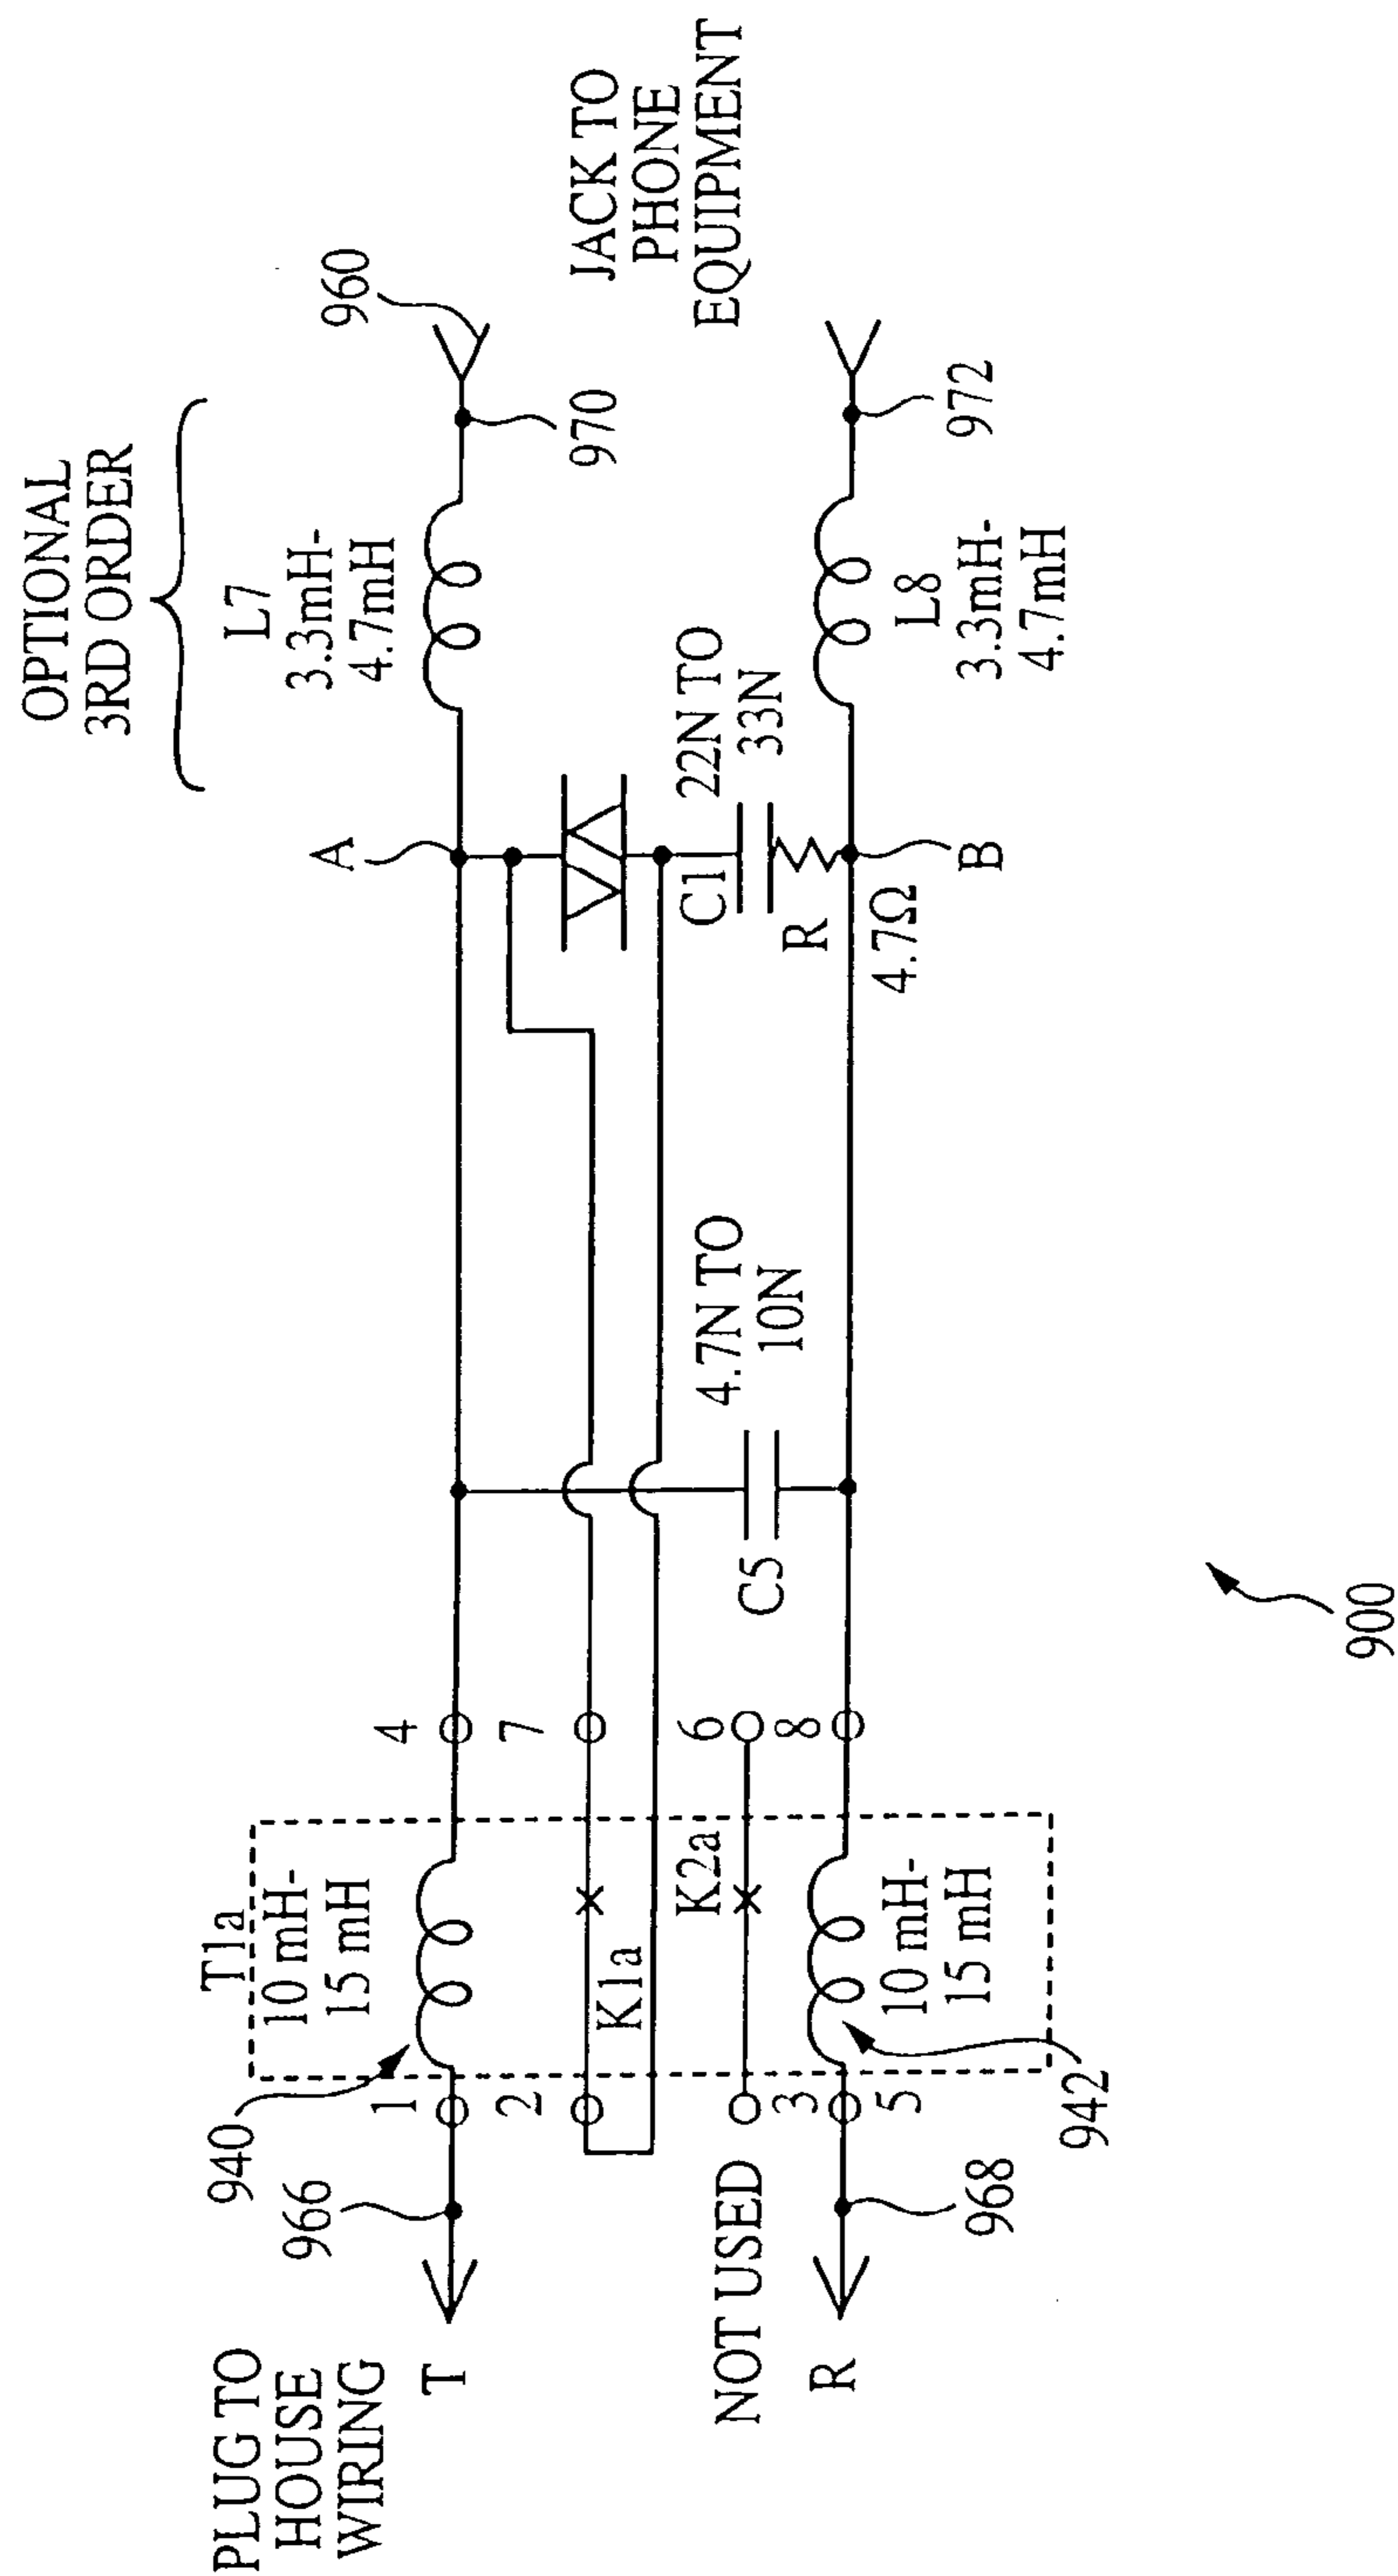 OPTIONAL
3RD ORDER
L7
3.3mH-
4.7mH
960
970
JACK TO
PHONE
EQUIPMENT
972
A
22N TO
33N
C1
R
4.7Ω
B
L8
3.3mH-
4.7mH
4.7N TO
10N
C5
4
7
6
8
T1a
10 mH-
15 mH
K1a
K2a
10 mH-
15 mH
940
1
2
3
5
942
966
968
NOT USED
PLUG TO
HOUSE
WIRING
T
R
900